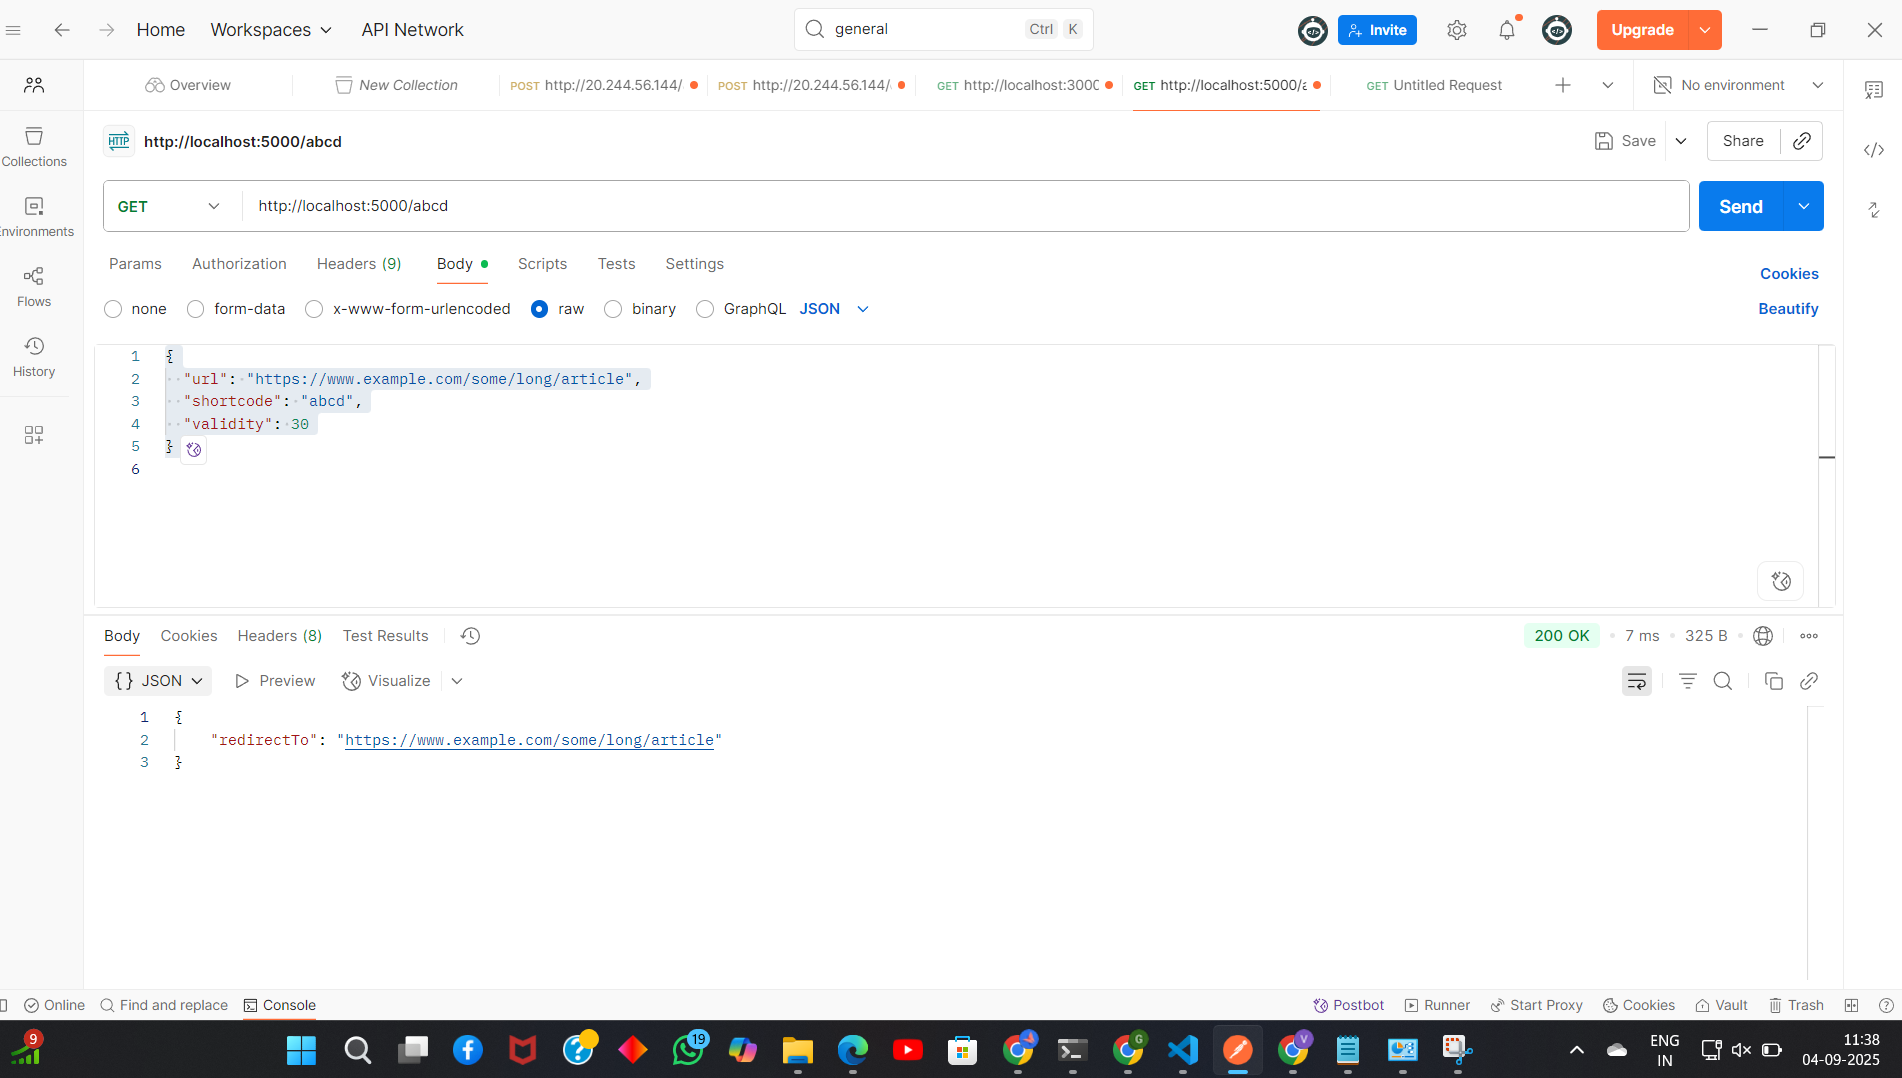 Home Workspaces API Network general Ctrl K Invite Upgrade
Overview New Collection POST http://20.244.56.144/ POST http://20.244.56.144/ GET http://localhost:3000 GET http://localhost:5000/a GET Untitled Request No environment
HTTP http://localhost:5000/abcd Save Share
GET http://localhost:5000/abcd Send
Params Authorization Headers (9) Body Scripts Tests Settings Cookies
none form-data x-www-form-urlencoded raw binary GraphQL JSON Beautify
Collections
Environments
Flows
History
1 {
2 "url": "https://www.example.com/some/long/article",
3 "shortcode": "abcd",
4 "validity": 30
5 }
6
Body Cookies Headers (8) Test Results 200 OK 7 ms 325 B
{} JSON Preview Visualize
1 {
2 "redirectTo": "https://www.example.com/some/long/article"
3 }
Online Find and replace Console Postbot Runner Start Proxy Cookies Vault Trash
9 19 G V ENG 11:38
IN 04-09-2025